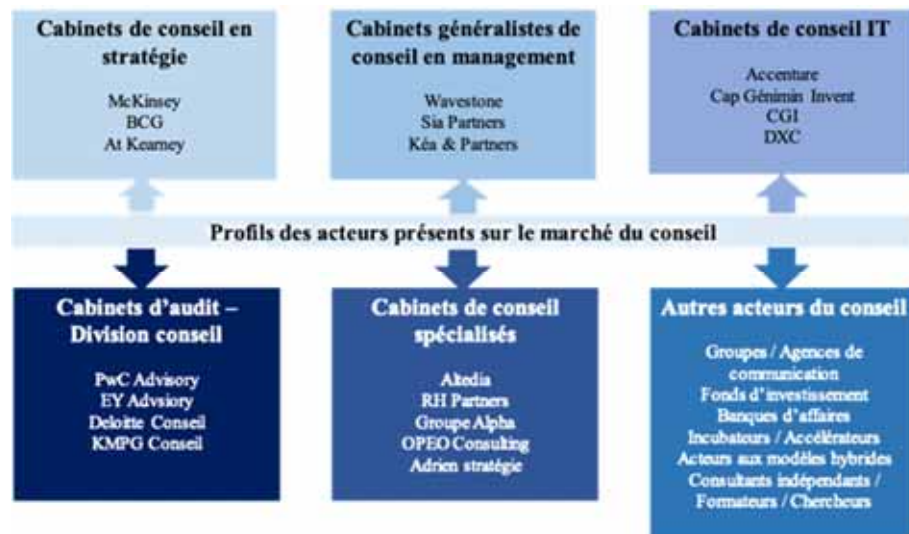 Cabinets de conseil en
stratégie
McKinsey
BCG
At Kearney
Cabinets généralistes de
conseil en management
Wavestone
Sia Partners
Kéa & Partners
Cabinets de conseil IT
Accenture
Cap Génimin Invent
CGI
DXC
Profils des acteurs présents sur le marché du conseil
Cabinets d’audit –
Division conseil
PwC Advisory
EY Advsiory
Deloitte Conseil
KMPG Conseil
Cabinets de conseil
spécialisés
Altedia
RH Partners
Groupe Alpha
OPEO Consulting
Adrien stratégie
Autres acteurs du conseil
Groupes / Agences de
communication
Fonds d’investissement
Banques d’affaires
Incubateurs / Accélérateurs
Acteurs aux modèles hybrides
Consultants indépendants /
Formateurs / Chercheurs